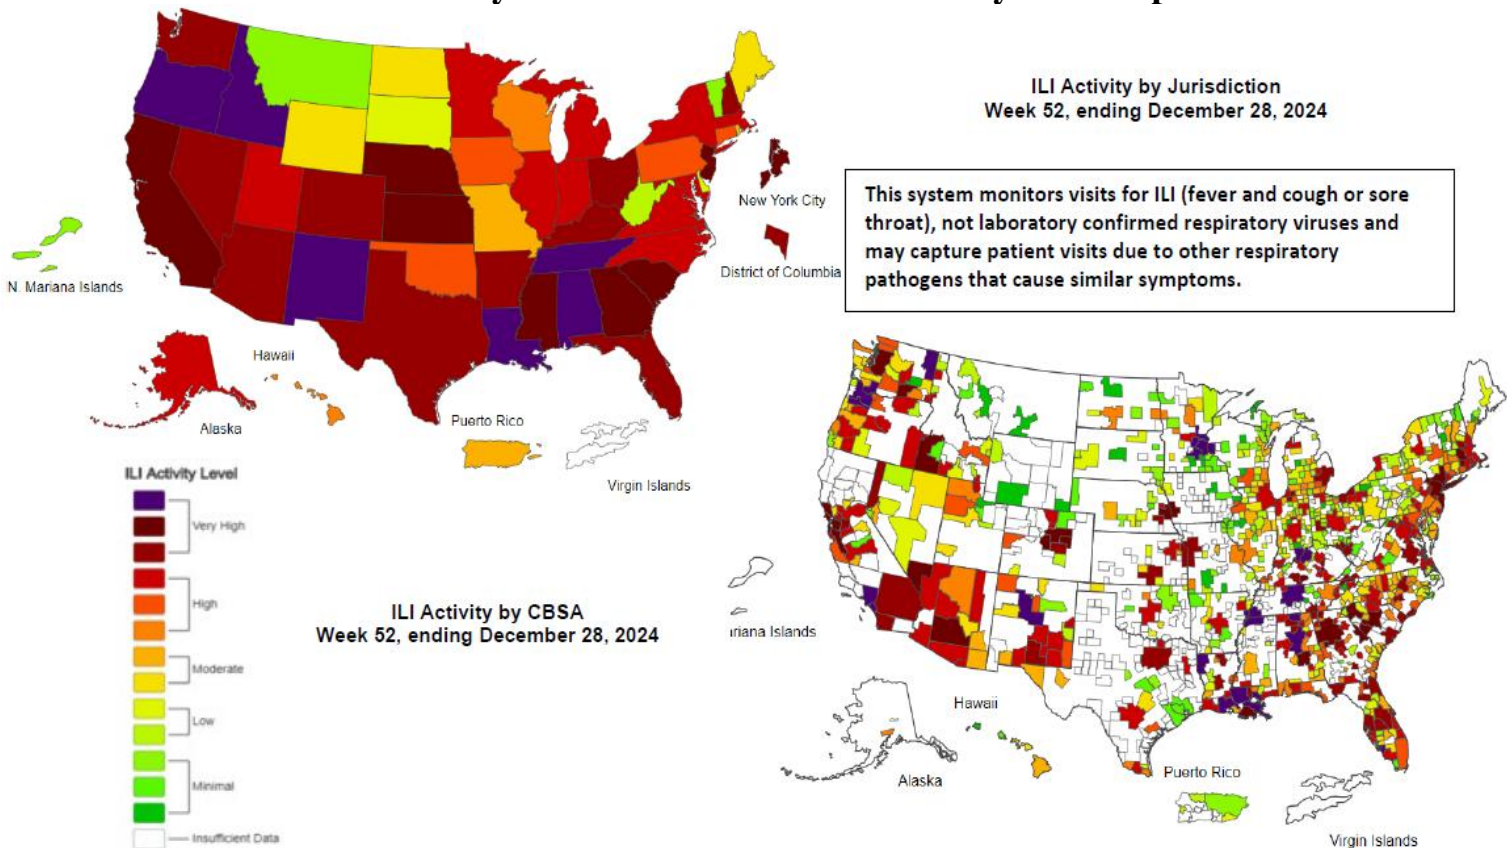 ILI Activity by Jurisdiction
Week 52, ending December 28, 2024
This system monitors visits for ILI (fever and cough or sore
throat), not laboratory confirmed respiratory viruses and
may capture patient visits due to other respiratory
pathogens that cause similar symptoms.
New York City
District of Columbia
N. Mariana Islands
Hawaii
Alaska
Puerto Rico
Virgin Islands
ILI Activity Level
Very High
High
Moderate
Low
Minimal
Insufficient Data
ILI Activity by CBSA
Week 52, ending December 28, 2024
ariana Islands
Hawaii
Alaska
Puerto Rico
Virgin Islands